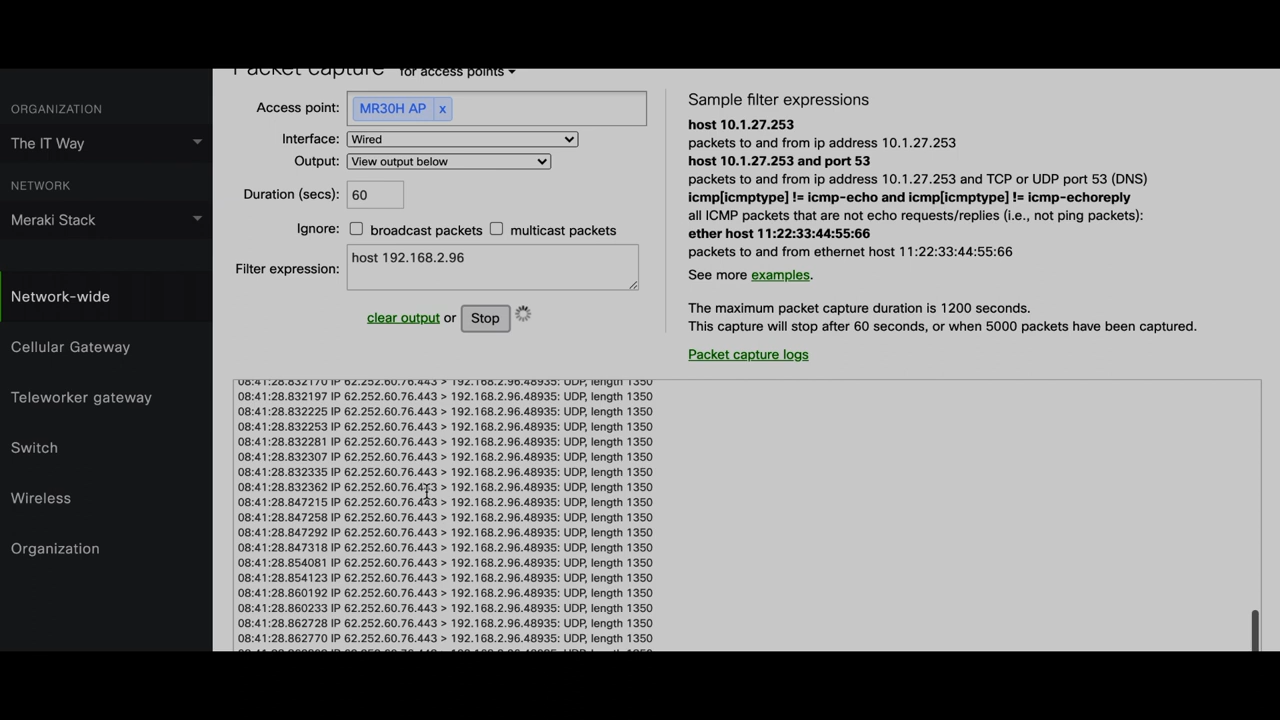 Packet capture for access points
ORGANIZATION
The IT Way
NETWORK
Meraki Stack
Network-wide
Cellular Gateway
Teleworker gateway
Switch
Wireless
Organization
Access point: MR30H AP x
Interface: Wired
Output: View output below
Duration (secs): 60
Ignore: broadcast packets multicast packets
Filter expression: host 192.168.2.96
clear output or Stop
Sample filter expressions
host 10.1.27.253
packets to and from ip address 10.1.27.253
host 10.1.27.253 and port 53
packets to and from ip address 10.1.27.253 and TCP or UDP port 53 (DNS)
icmp[icmptype] != icmp-echo and icmp[icmptype] != icmp-echoreply
all ICMP packets that are not echo requests/replies (i.e., not ping packets):
ether host 11:22:33:44:55:66
packets to and from ethernet host 11:22:33:44:55:66
See more examples.
The maximum packet capture duration is 1200 seconds.
This capture will stop after 60 seconds, or when 5000 packets have been captured.
Packet capture logs
08:41:28.832170 IP 62.252.60.76.443 > 192.168.2.96.48935: UDP, length 1350
08:41:28.832197 IP 62.252.60.76.443 > 192.168.2.96.48935: UDP, length 1350
08:41:28.832225 IP 62.252.60.76.443 > 192.168.2.96.48935: UDP, length 1350
08:41:28.832253 IP 62.252.60.76.443 > 192.168.2.96.48935: UDP, length 1350
08:41:28.832281 IP 62.252.60.76.443 > 192.168.2.96.48935: UDP, length 1350
08:41:28.832307 IP 62.252.60.76.443 > 192.168.2.96.48935: UDP, length 1350
08:41:28.832335 IP 62.252.60.76.443 > 192.168.2.96.48935: UDP, length 1350
08:41:28.832362 IP 62.252.60.76.443 > 192.168.2.96.48935: UDP, length 1350
08:41:28.847215 IP 62.252.60.76.443 > 192.168.2.96.48935: UDP, length 1350
08:41:28.847258 IP 62.252.60.76.443 > 192.168.2.96.48935: UDP, length 1350
08:41:28.847292 IP 62.252.60.76.443 > 192.168.2.96.48935: UDP, length 1350
08:41:28.847318 IP 62.252.60.76.443 > 192.168.2.96.48935: UDP, length 1350
08:41:28.854081 IP 62.252.60.76.443 > 192.168.2.96.48935: UDP, length 1350
08:41:28.854123 IP 62.252.60.76.443 > 192.168.2.96.48935: UDP, length 1350
08:41:28.860192 IP 62.252.60.76.443 > 192.168.2.96.48935: UDP, length 1350
08:41:28.860233 IP 62.252.60.76.443 > 192.168.2.96.48935: UDP, length 1350
08:41:28.862728 IP 62.252.60.76.443 > 192.168.2.96.48935: UDP, length 1350
08:41:28.862770 IP 62.252.60.76.443 > 192.168.2.96.48935: UDP, length 1350